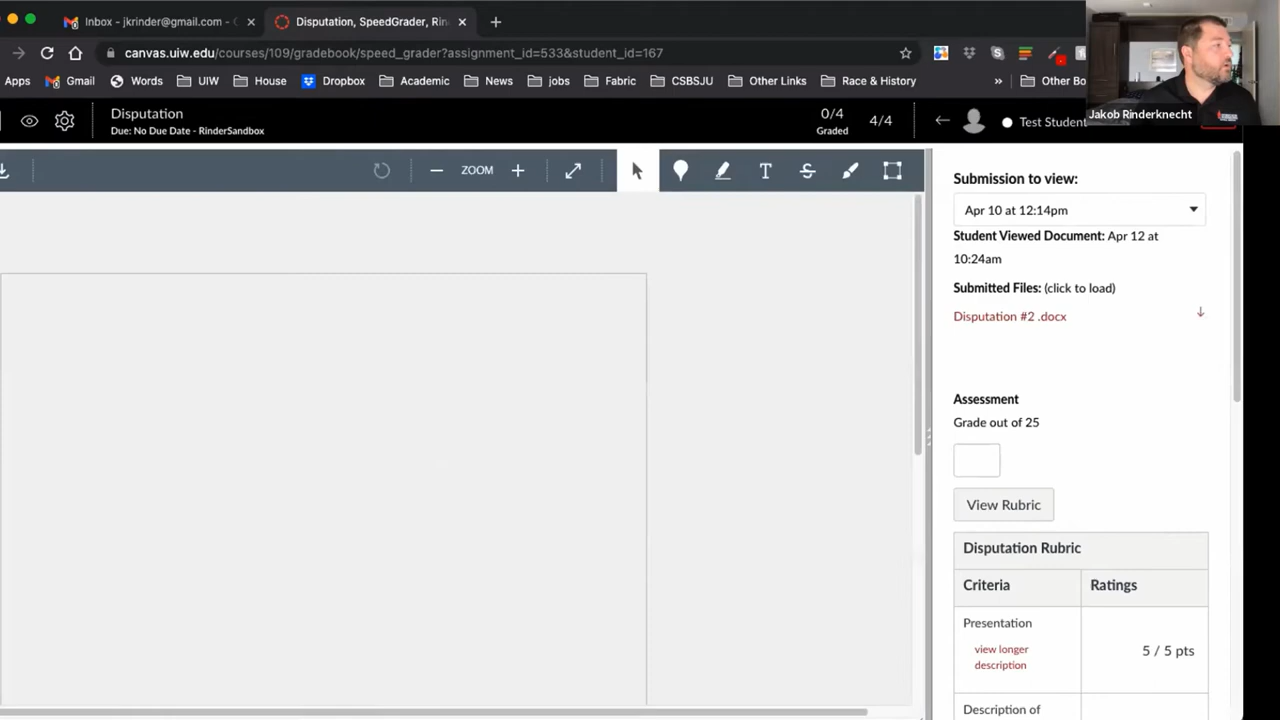 Inbox - jkrinder@gmail.com -
Disputation, SpeedGrader, Rin
canvas.uiw.edu/courses/109/gradebook/speed_grader?assignment_id=533&student_id=167
Apps
Gmail
Words
UIW
House
Dropbox
Academic
News
jobs
Fabric
CSBSJU
Other Links
Race & History
»
Other Bo
Jakob Rinderknecht
Disputation
Due: No Due Date - RinderSandbox
0/4
Graded
4/4
Test Student
ZOOM
T
Submission to view:
Apr 10 at 12:14pm
Student Viewed Document: Apr 12 at
10:24am
Submitted Files: (click to load)
Disputation #2 .docx
Assessment
Grade out of 25
View Rubric
Disputation Rubric
Criteria
Ratings
Presentation
view longer
description
5 / 5 pts
Description of